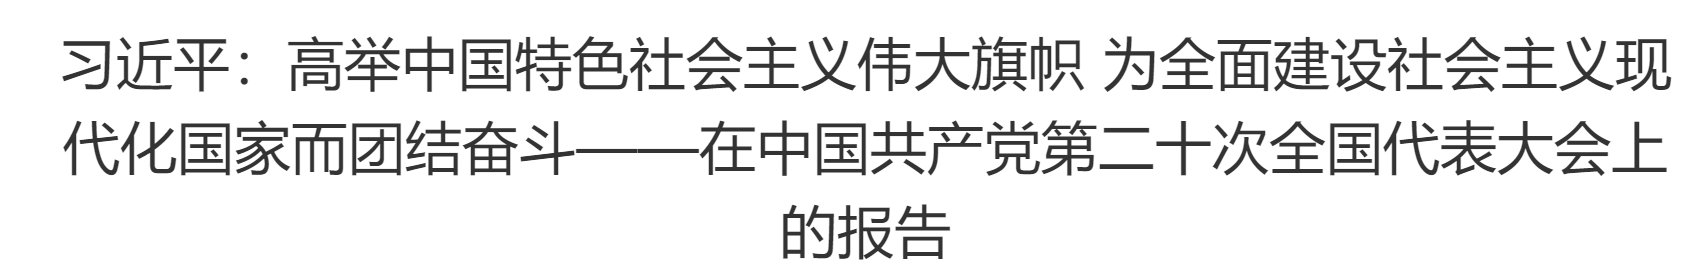 习近平：高举中国特色社会主义伟大旗帜 为全面建设社会主义现
代化国家而团结奋斗——在中国共产党第二十次全国代表大会上
的报告